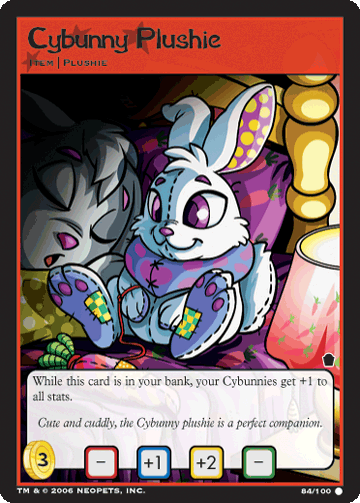 Cybunny Plushie
Item | Plushie
While this card is in your bank, your Cybunnies get +1 to
all stats.
Cute and cuddly, the Cybunny plushie is a perfect companion.
3
− +1 +2 −
TM & © 2006 NEOPETS, INC. 84/100